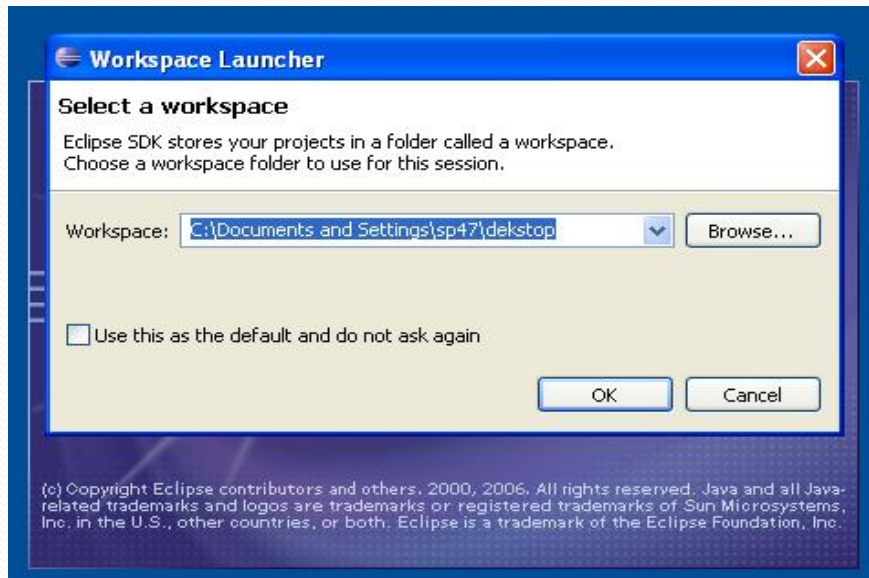 Workspace Launcher
Select a workspace
Eclipse SDK stores your projects in a folder called a workspace.
Choose a workspace folder to use for this session.
Workspace: C:\Documents and Settings\sp47\dekstop Browse...
Use this as the default and do not ask again
OK Cancel
(c) Copyright Eclipse contributors and others. 2000, 2006. All rights reserved. Java and all Java-
related trademarks and logos are trademarks or registered trademarks of Sun Microsystems,
Inc. in the U.S., other countries, or both. Eclipse is a trademark of the Eclipse Foundation, Inc.